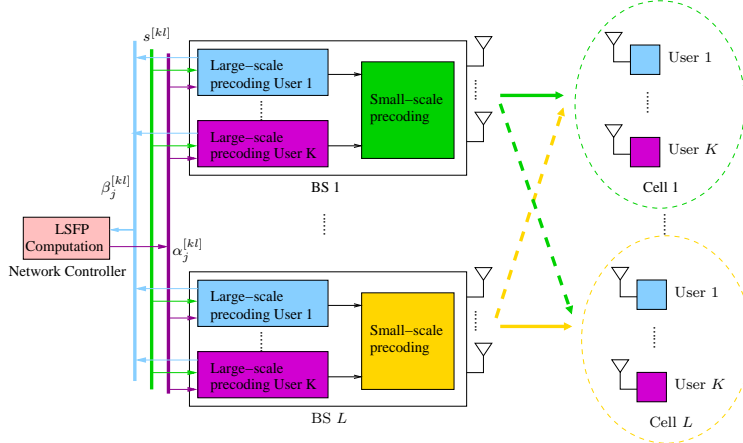 s^{[kl]}
Large−scale
precoding User 1
Large−scale
precoding User K
Small−scale
precoding
BS 1
User 1
User K
Cell 1
β_j^{[kl]}
LSFP
Computation
Network Controller
α_j^{[kl]}
Large−scale
precoding User 1
Large−scale
precoding User K
Small−scale
precoding
BS L
User 1
User K
Cell L